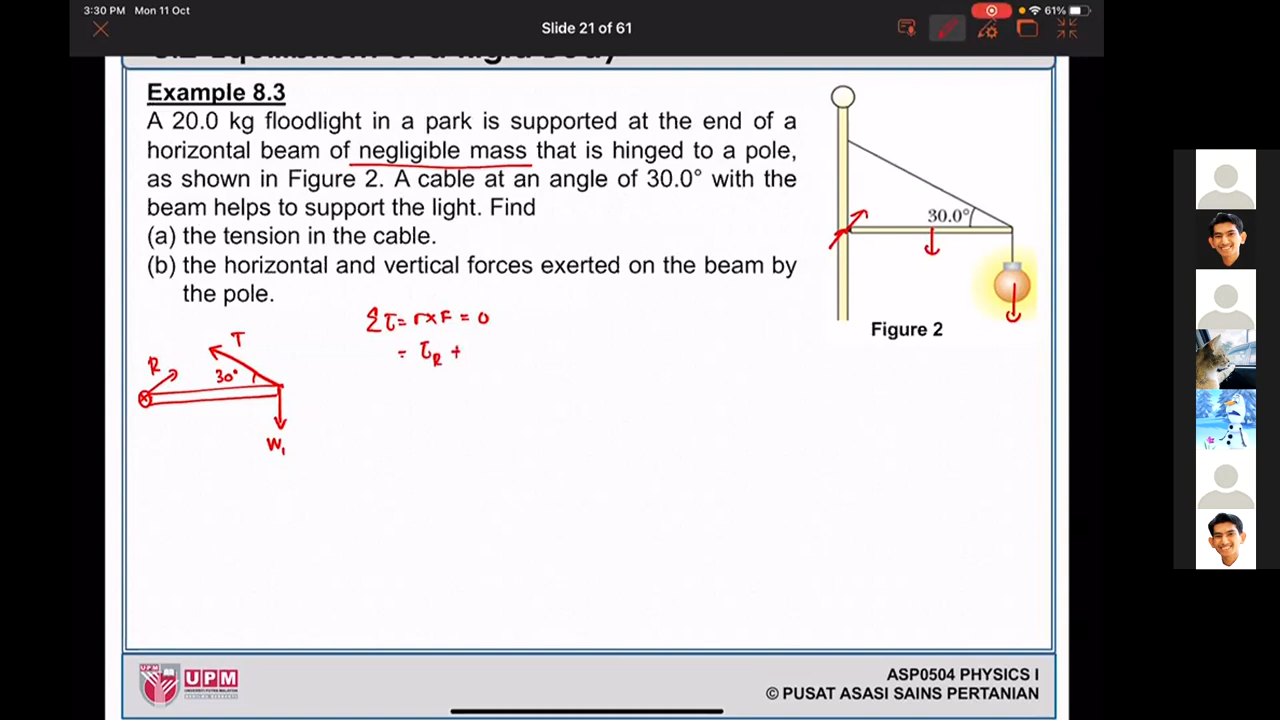 3:30 PM Mon 11 Oct
61%
Slide 21 of 61
Example 8.3
A 20.0 kg floodlight in a park is supported at the end of a
horizontal beam of negligible mass that is hinged to a pole,
as shown in Figure 2. A cable at an angle of 30.0° with the
beam helps to support the light. Find
(a) the tension in the cable.
(b) the horizontal and vertical forces exerted on the beam by
the pole.
30.0°
Figure 2
Στ = r × F = 0
= τR +
R
T
30°
W1
UPM
UPM
ASP0504 PHYSICS I
© PUSAT ASASI SAINS PERTANIAN